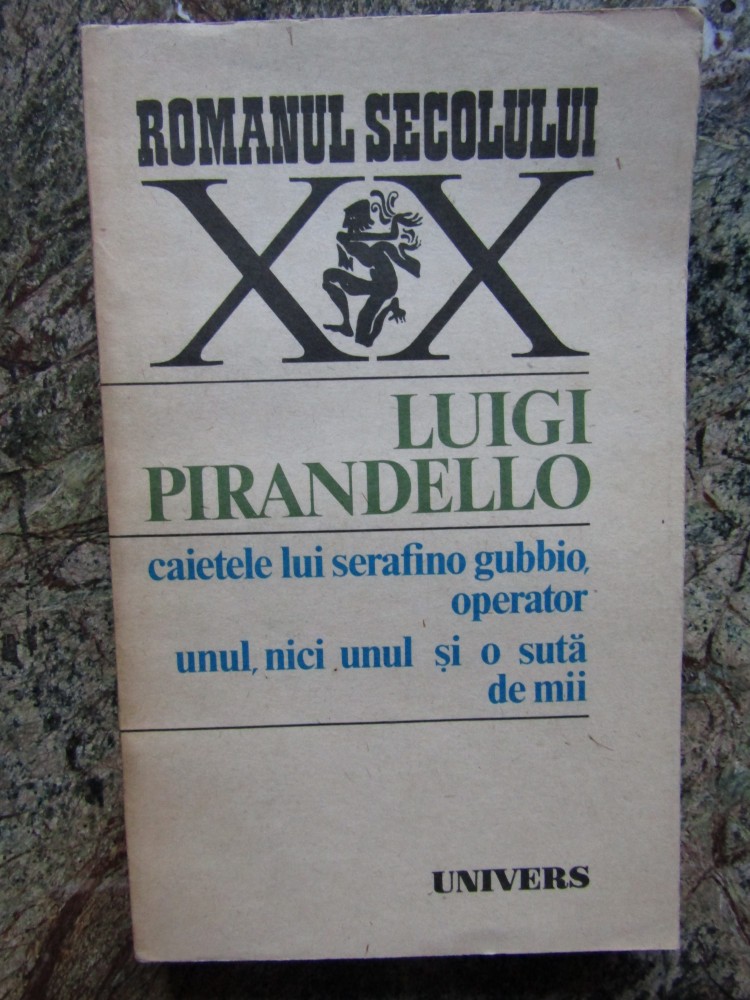 ROMANUL SECOLULUI
XX
LUIGI
PIRANDELLO
caietele lui serafino gubbio,
operator
unul, nici unul și o sută
de mii
UNIVERS